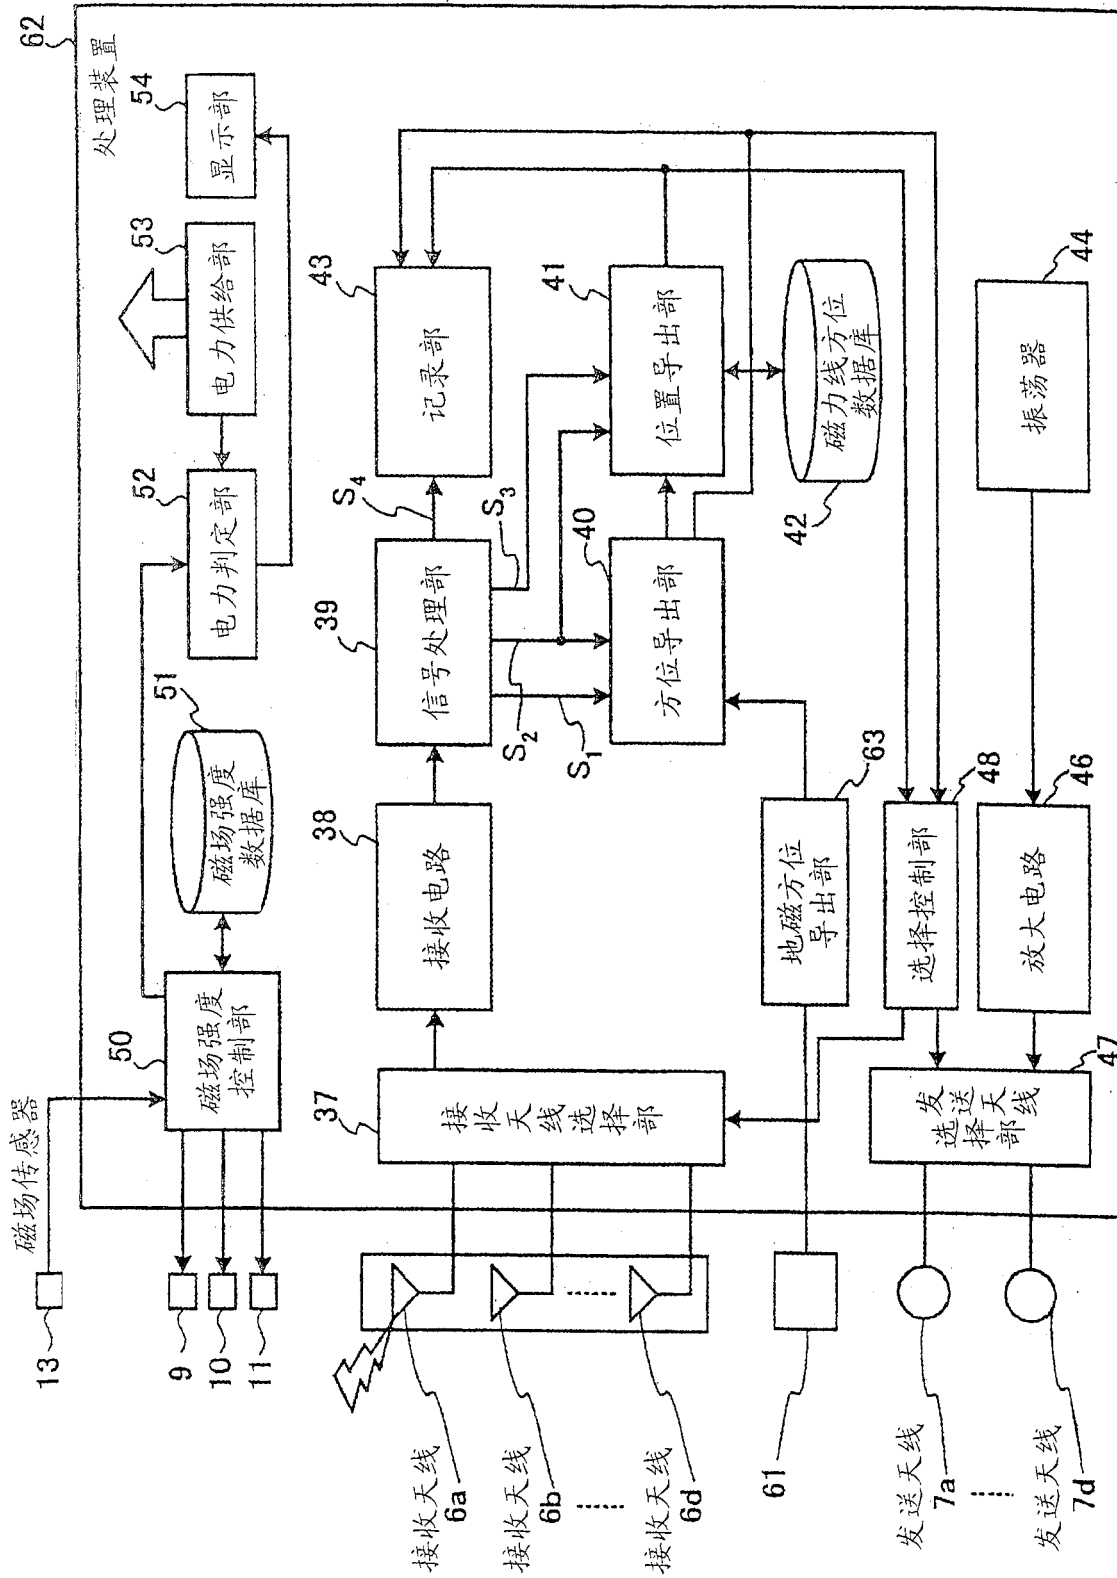 62
处理装置
磁场传感器
13
9
10
11
50
磁场强度
控制部
51
磁场强度
数据库
52
电力判定部
53
电力供给部
54
显示部
接收天线
6a
接收天线
6b
接收天线
6d
37
接收天线选择部
38
接收电路
39
信号处理部
S4
43
记录部
S1
S2
S3
40
方位导出部
41
位置导出部
42
磁力线方位
数据库
61
63
地磁方位
导出部
48
选择控制部
发送天线
7a
发送天线
7d
47
发送天线
选择部
46
放大电路
44
振荡器